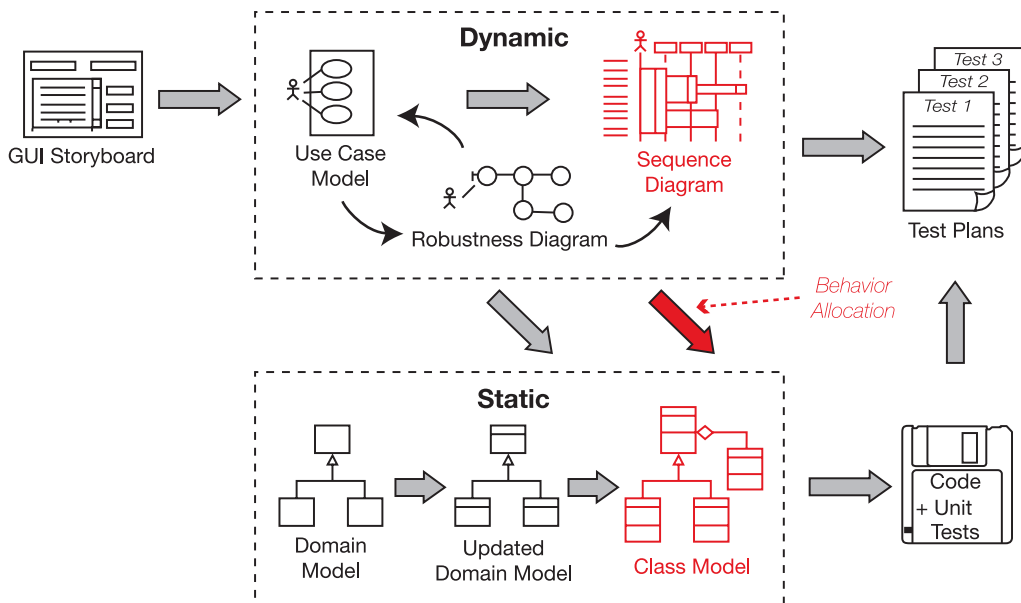 Dynamic
GUI Storyboard
Use Case
Model
Robustness Diagram
Sequence
Diagram
Test 3
Test 2
Test 1
Test Plans
Behavior
Allocation
Static
Domain
Model
Updated
Domain Model
Class Model
Code
+ Unit
Tests